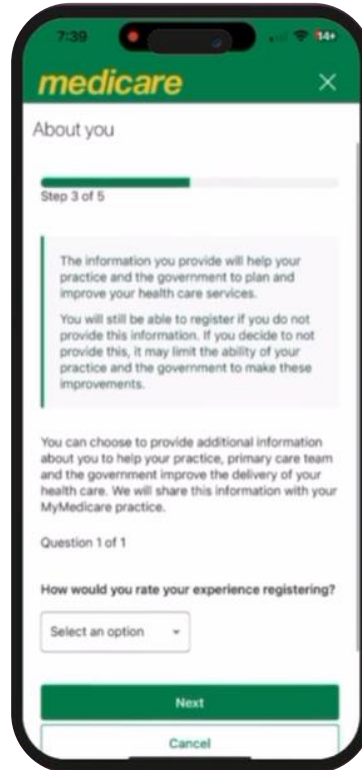 7:39
14+
medicare
About you
Step 3 of 5
The information you provide will help your
practice and the government to plan and
improve your health care services.
You will still be able to register if you do not
provide this information. If you decide to not
provide this, it may limit the ability of your
practice and the government to make these
improvements.
You can choose to provide additional information
about you to help your practice, primary care team
and the government improve the delivery of your
health care. We will share this information with your
MyMedicare practice.
Question 1 of 1
How would you rate your experience registering?
Select an option
Next
Cancel